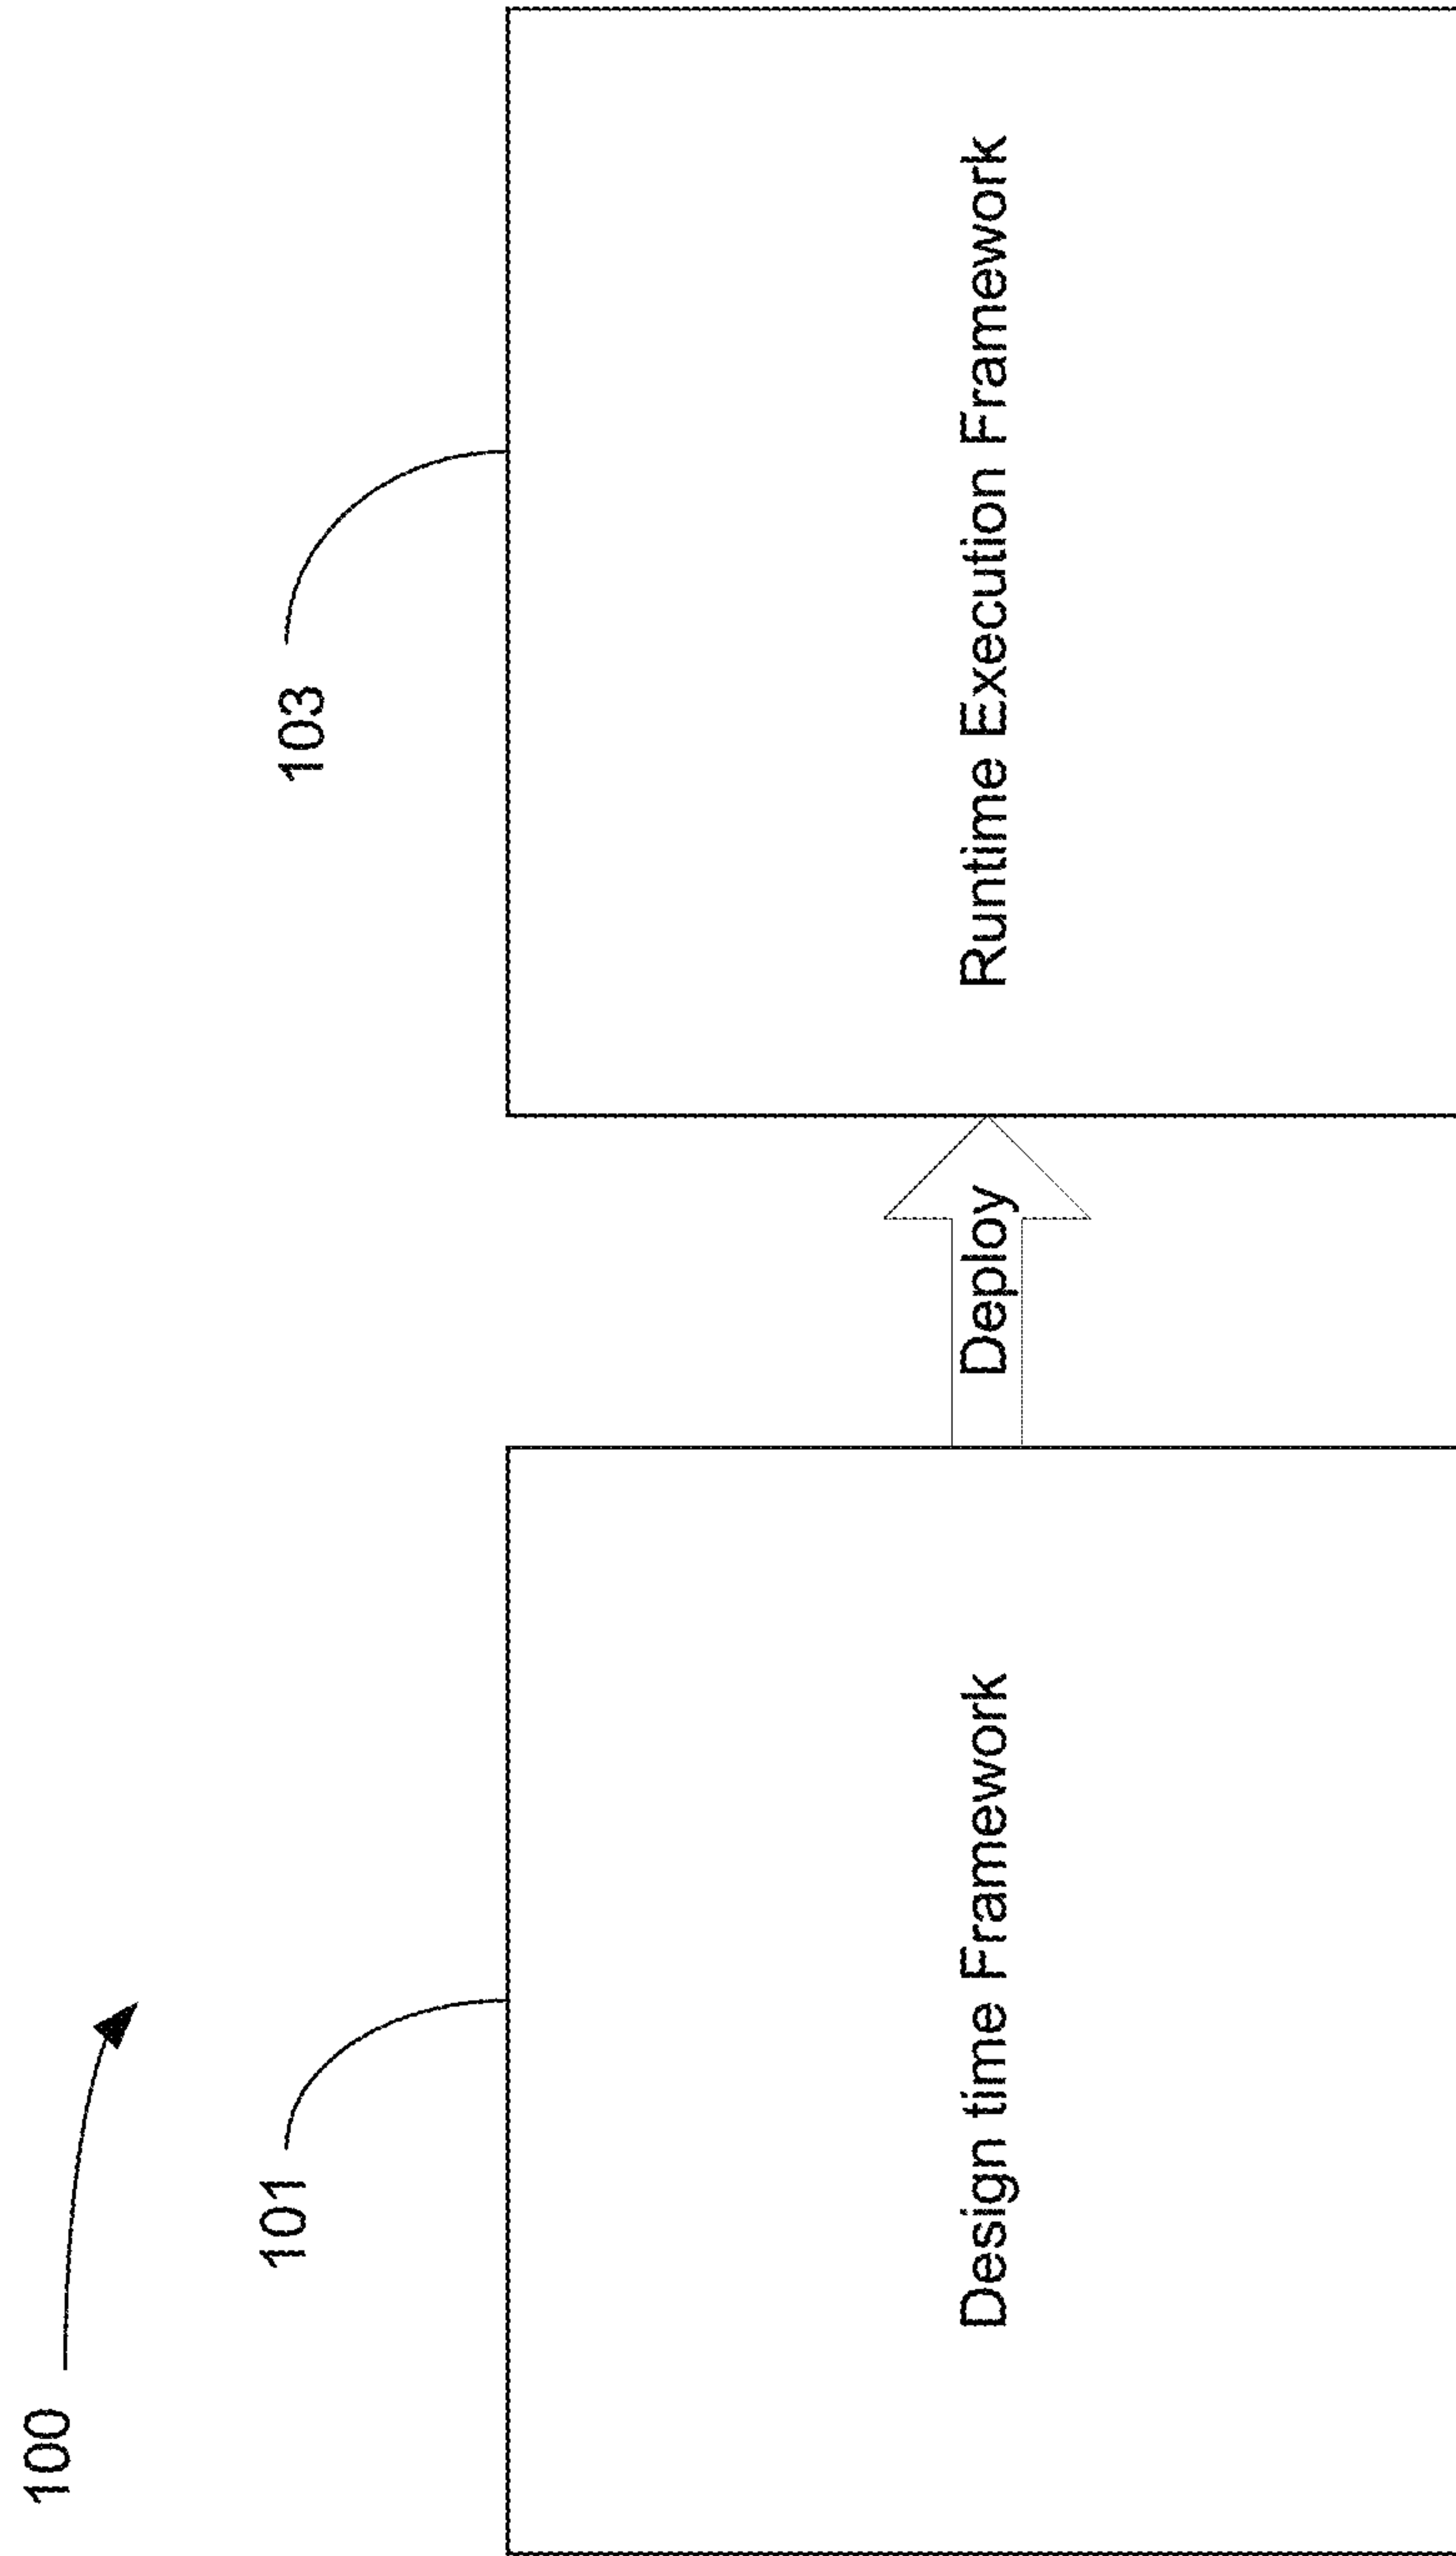 100
101
103
Design time Framework
Deploy
Runtime Execution Framework